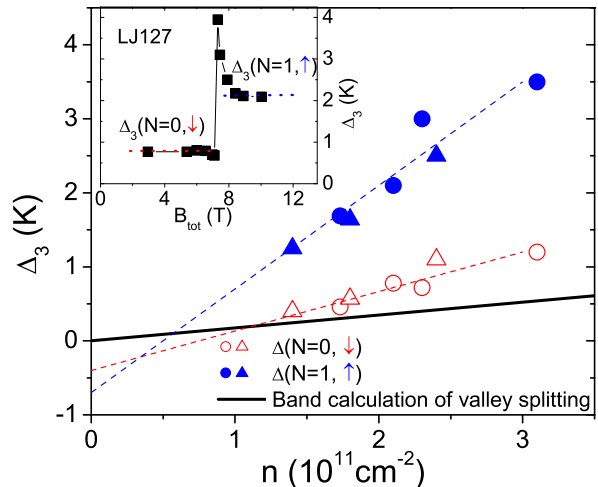 4
3
2
1
0
-1
Δ₃ (K)
0
1
2
3
n (10¹¹cm⁻²)
LJ127
Δ₃(N=1,↑)
Δ₃(N=0,↓)
0
4
8
12
B_tot (T)
4
3
2
1
0
Δ₃ (K)
Δ(N=0, ↓)
Δ(N=1, ↑)
Band calculation of valley splitting